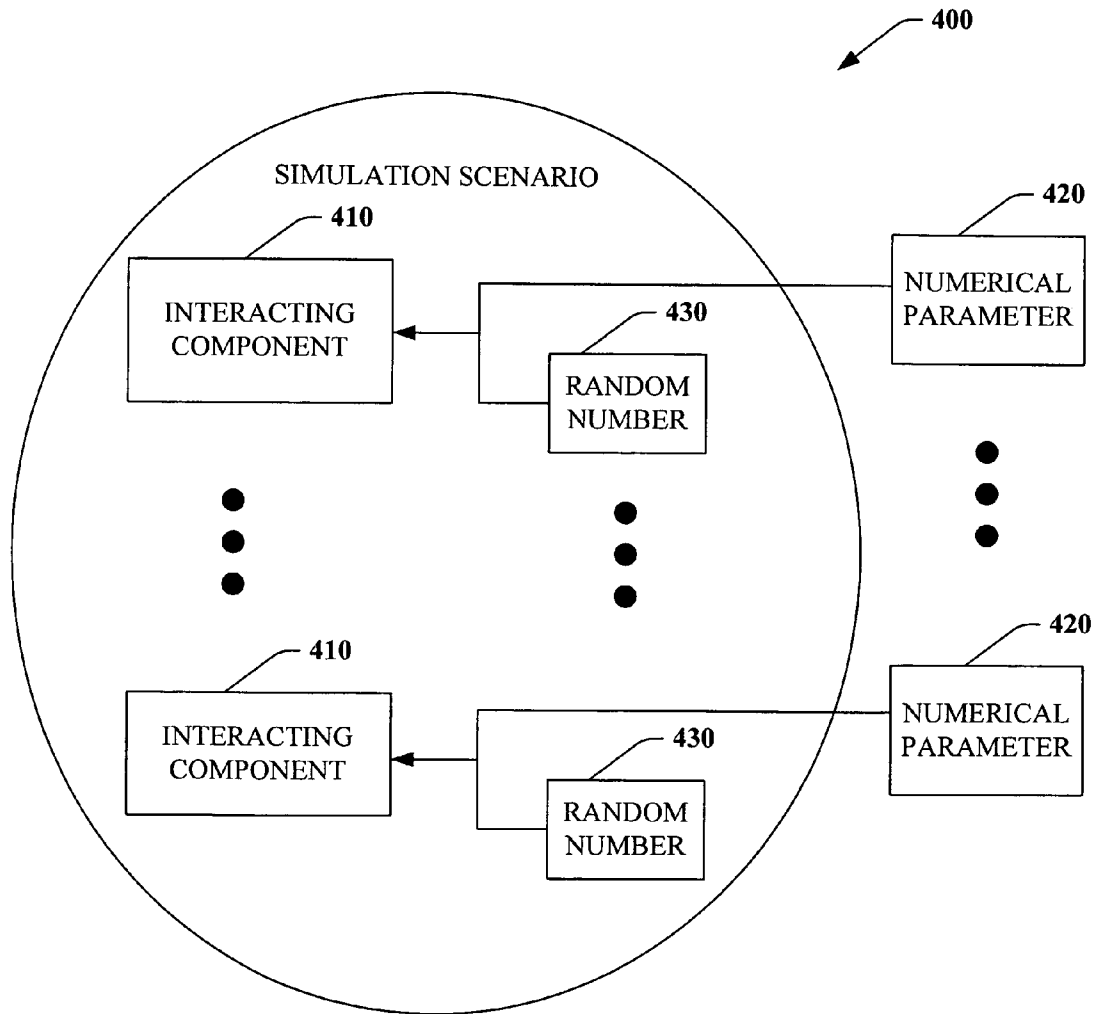 400
SIMULATION SCENARIO
410
420
INTERACTING
COMPONENT
NUMERICAL
PARAMETER
430
RANDOM
NUMBER
410
420
INTERACTING
COMPONENT
NUMERICAL
PARAMETER
430
RANDOM
NUMBER